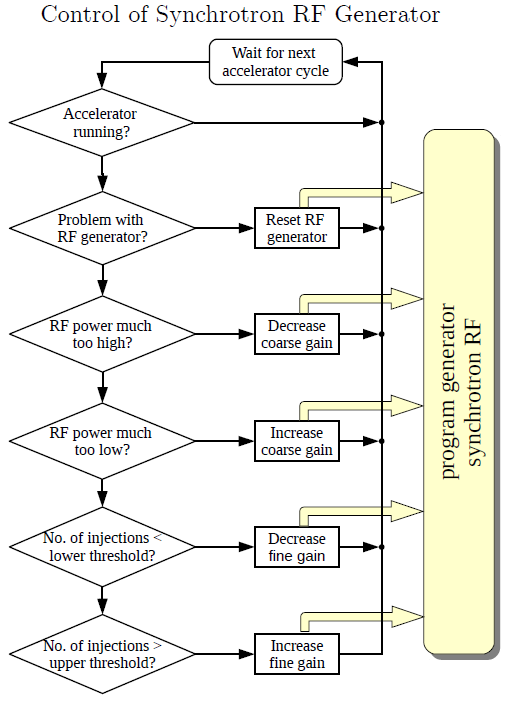 Control of Synchrotron RF Generator
Wait for next
accelerator cycle
Accelerator
running?
Problem with
RF generator?
Reset RF
generator
RF power much
too high?
Decrease
coarse gain
RF power much
too low?
Increase
coarse gain
No. of injections <
lower threshold?
Decrease
fine gain
No. of injections >
upper threshold?
Increase
fine gain
program generator
synchrotron RF